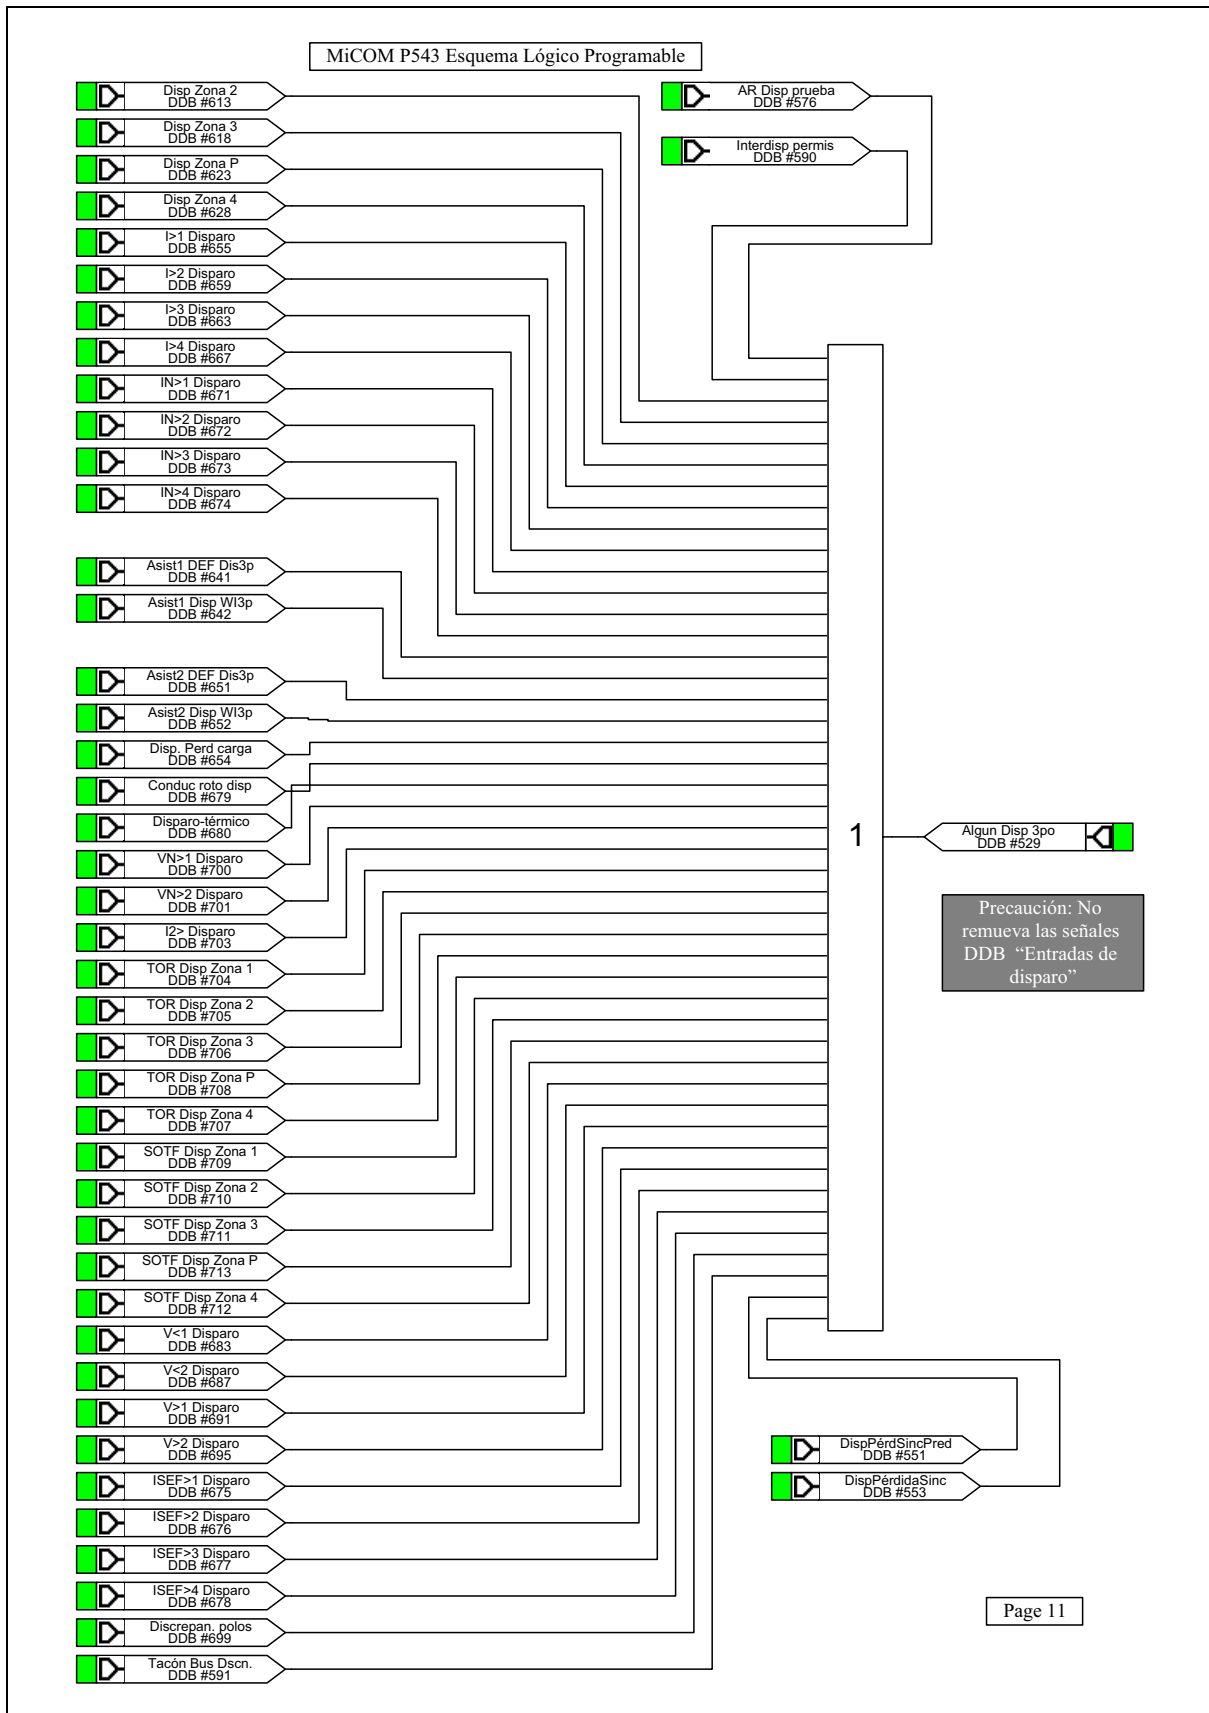 MiCOM P543 Esquema Lógico Programable
Disp Zona 2
DDB #613
Disp Zona 3
DDB #618
Disp Zona P
DDB #623
Disp Zona 4
DDB #628
I>1 Disparo
DDB #655
I>2 Disparo
DDB #659
I>3 Disparo
DDB #663
I>4 Disparo
DDB #667
IN>1 Disparo
DDB #671
IN>2 Disparo
DDB #672
IN>3 Disparo
DDB #673
IN>4 Disparo
DDB #674
Asist1 DEF Dis3p
DDB #641
Asist1 Disp WI3p
DDB #642
Asist2 DEF Dis3p
DDB #651
Asist2 Disp WI3p
DDB #652
Disp. Perd carga
DDB #654
Conduc roto disp
DDB #679
Disparo-térmico
DDB #680
VN>1 Disparo
DDB #700
VN>2 Disparo
DDB #701
I2> Disparo
DDB #703
TOR Disp Zona 1
DDB #704
TOR Disp Zona 2
DDB #705
TOR Disp Zona 3
DDB #706
TOR Disp Zona P
DDB #708
TOR Disp Zona 4
DDB #707
SOTF Disp Zona 1
DDB #709
SOTF Disp Zona 2
DDB #710
SOTF Disp Zona 3
DDB #711
SOTF Disp Zona P
DDB #713
SOTF Disp Zona 4
DDB #712
V<1 Disparo
DDB #683
V<2 Disparo
DDB #687
V>1 Disparo
DDB #691
V>2 Disparo
DDB #695
ISEF>1 Disparo
DDB #675
ISEF>2 Disparo
DDB #676
ISEF>3 Disparo
DDB #677
ISEF>4 Disparo
DDB #678
Discrepan. polos
DDB #699
Tacón Bus Dscn.
DDB #591
AR Disp prueba
DDB #576
Interdisp permis
DDB #590
1
Algun Disp 3po
DDB #529
Precaución: No
remueva las señales
DDB “Entradas de
disparo”
DispPérdSincPred
DDB #551
DispPérdidaSinc
DDB #553
Page 11